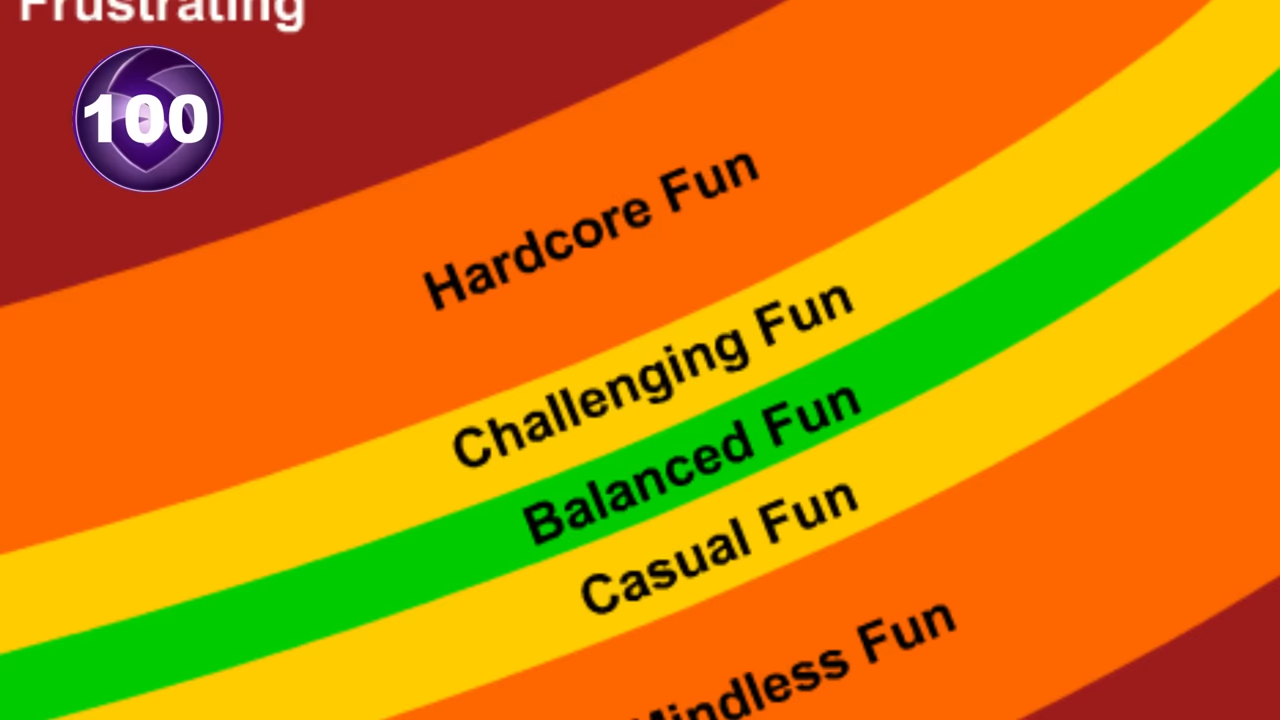 Frustrating
100
Hardcore Fun
Challenging Fun
Balanced Fun
Casual Fun
Mindless Fun